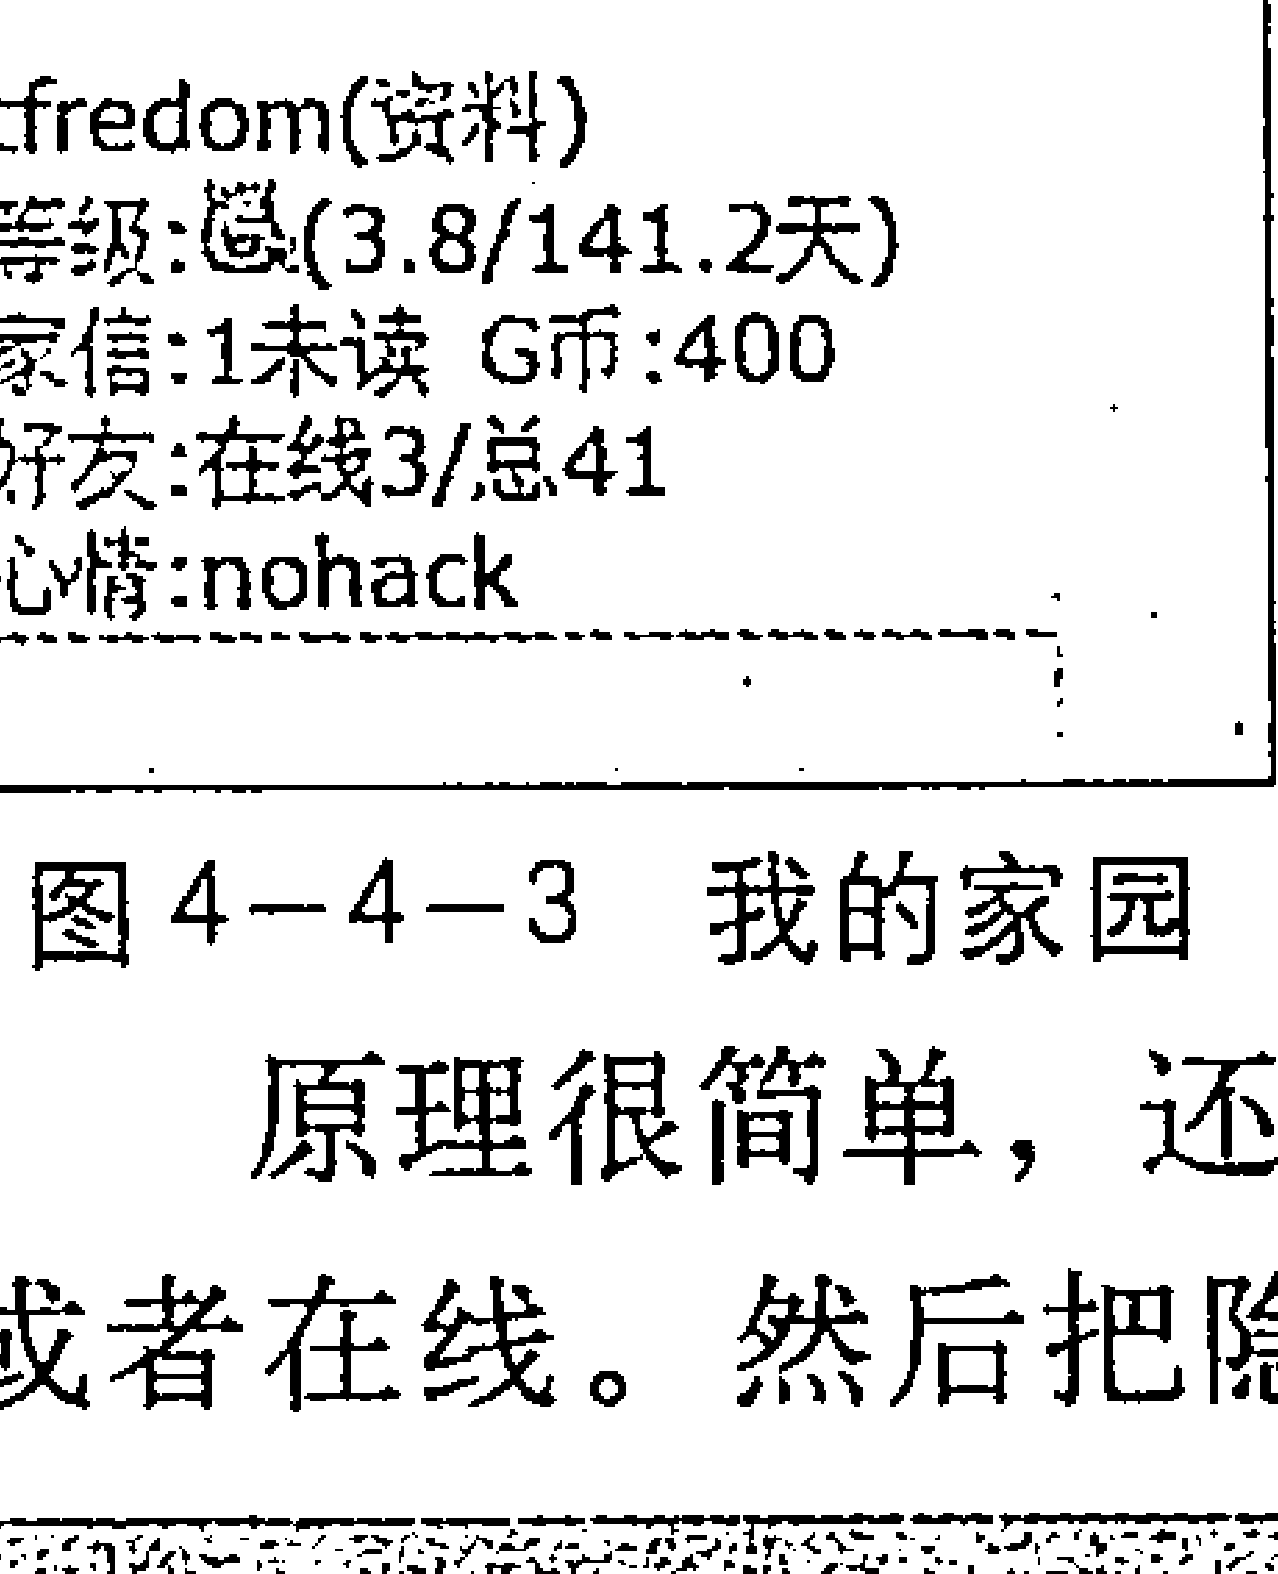 fredom(资料)
等级:(3.8/141.2天)
家信:1未读 G币:400
好友:在线3/总41
心情:nohack
图4-4-3 我的家园
原理很简单，还
或者在线。然后把隐